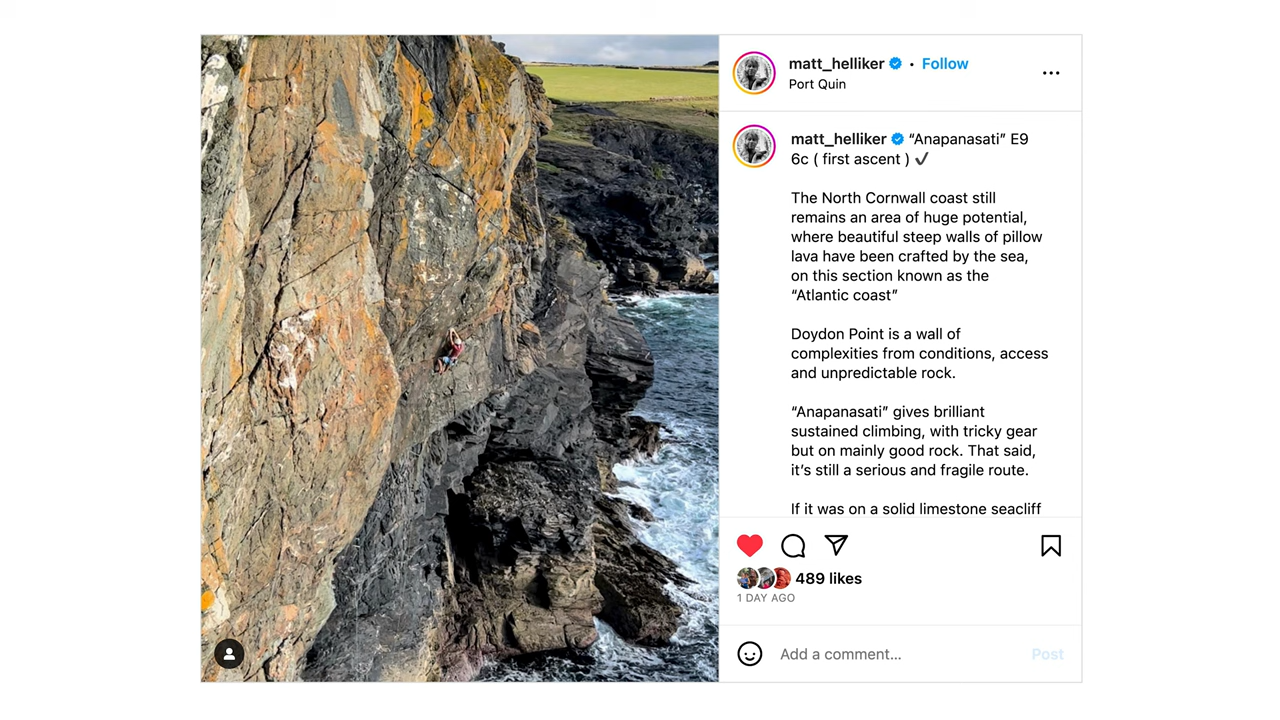 matt_helliker • Follow
Port Quin
matt_helliker “Anapanasati” E9
6c ( first ascent ) ✓
The North Cornwall coast still
remains an area of huge potential,
where beautiful steep walls of pillow
lava have been crafted by the sea,
on this section known as the
“Atlantic coast”
Doydon Point is a wall of
complexities from conditions, access
and unpredictable rock.
“Anapanasati” gives brilliant
sustained climbing, with tricky gear
but on mainly good rock. That said,
it’s still a serious and fragile route.
If it was on a solid limestone seacliff
489 likes
1 DAY AGO
Add a comment...
Post